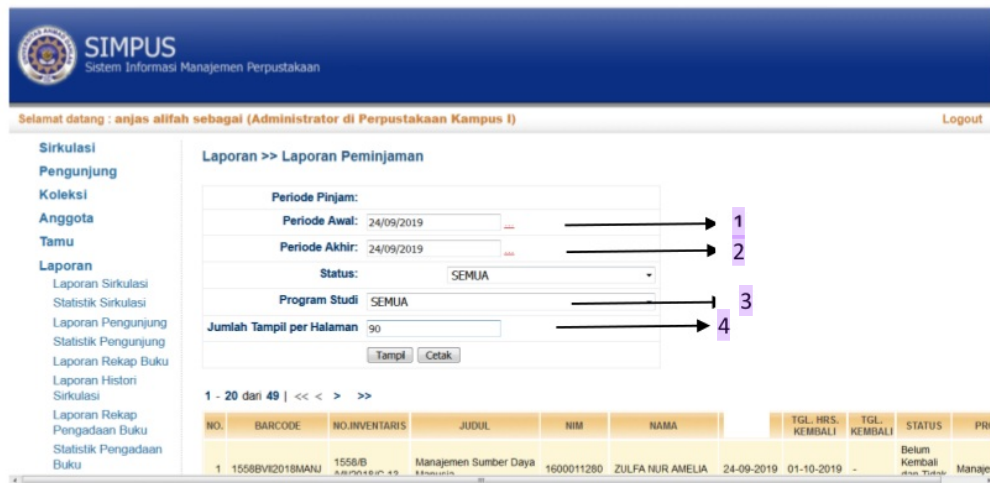 SIMPUS
Sistem Informasi Manajemen Perpustakaan
Selamat datang : anjas alifah sebagai (Administrator di Perpustakaan Kampus I)
Logout
Sirkulasi
Pengunjung
Koleksi
Anggota
Tamu
Laporan
Laporan Sirkulasi
Statistik Sirkulasi
Laporan Pengunjung
Statistik Pengunjung
Laporan Rekap Buku
Laporan Histori
Sirkulasi
Laporan Rekap
Pengadaan Buku
Statistik Pengadaan
Buku
Laporan >> Laporan Peminjaman
Periode Pinjam:
Periode Awal: 24/09/2019 ... 1
Periode Akhir: 24/09/2019 ... 2
Status: SEMUA
Program Studi SEMUA 3
Jumlah Tampil per Halaman 90 4
Tampil Cetak
1 - 20 dari 49 | << < > >>
NO. BARCODE NO.INVENTARIS JUDUL NIM NAMA TGL. HRS. KEMBALI TGL. KEMBALI STATUS
1 1558BVII2018MANJ 1558/B Manajemen Sumber Daya 1600011280 ZULFA NUR AMELIA 24-09-2019 01-10-2019 - Belum Kembali